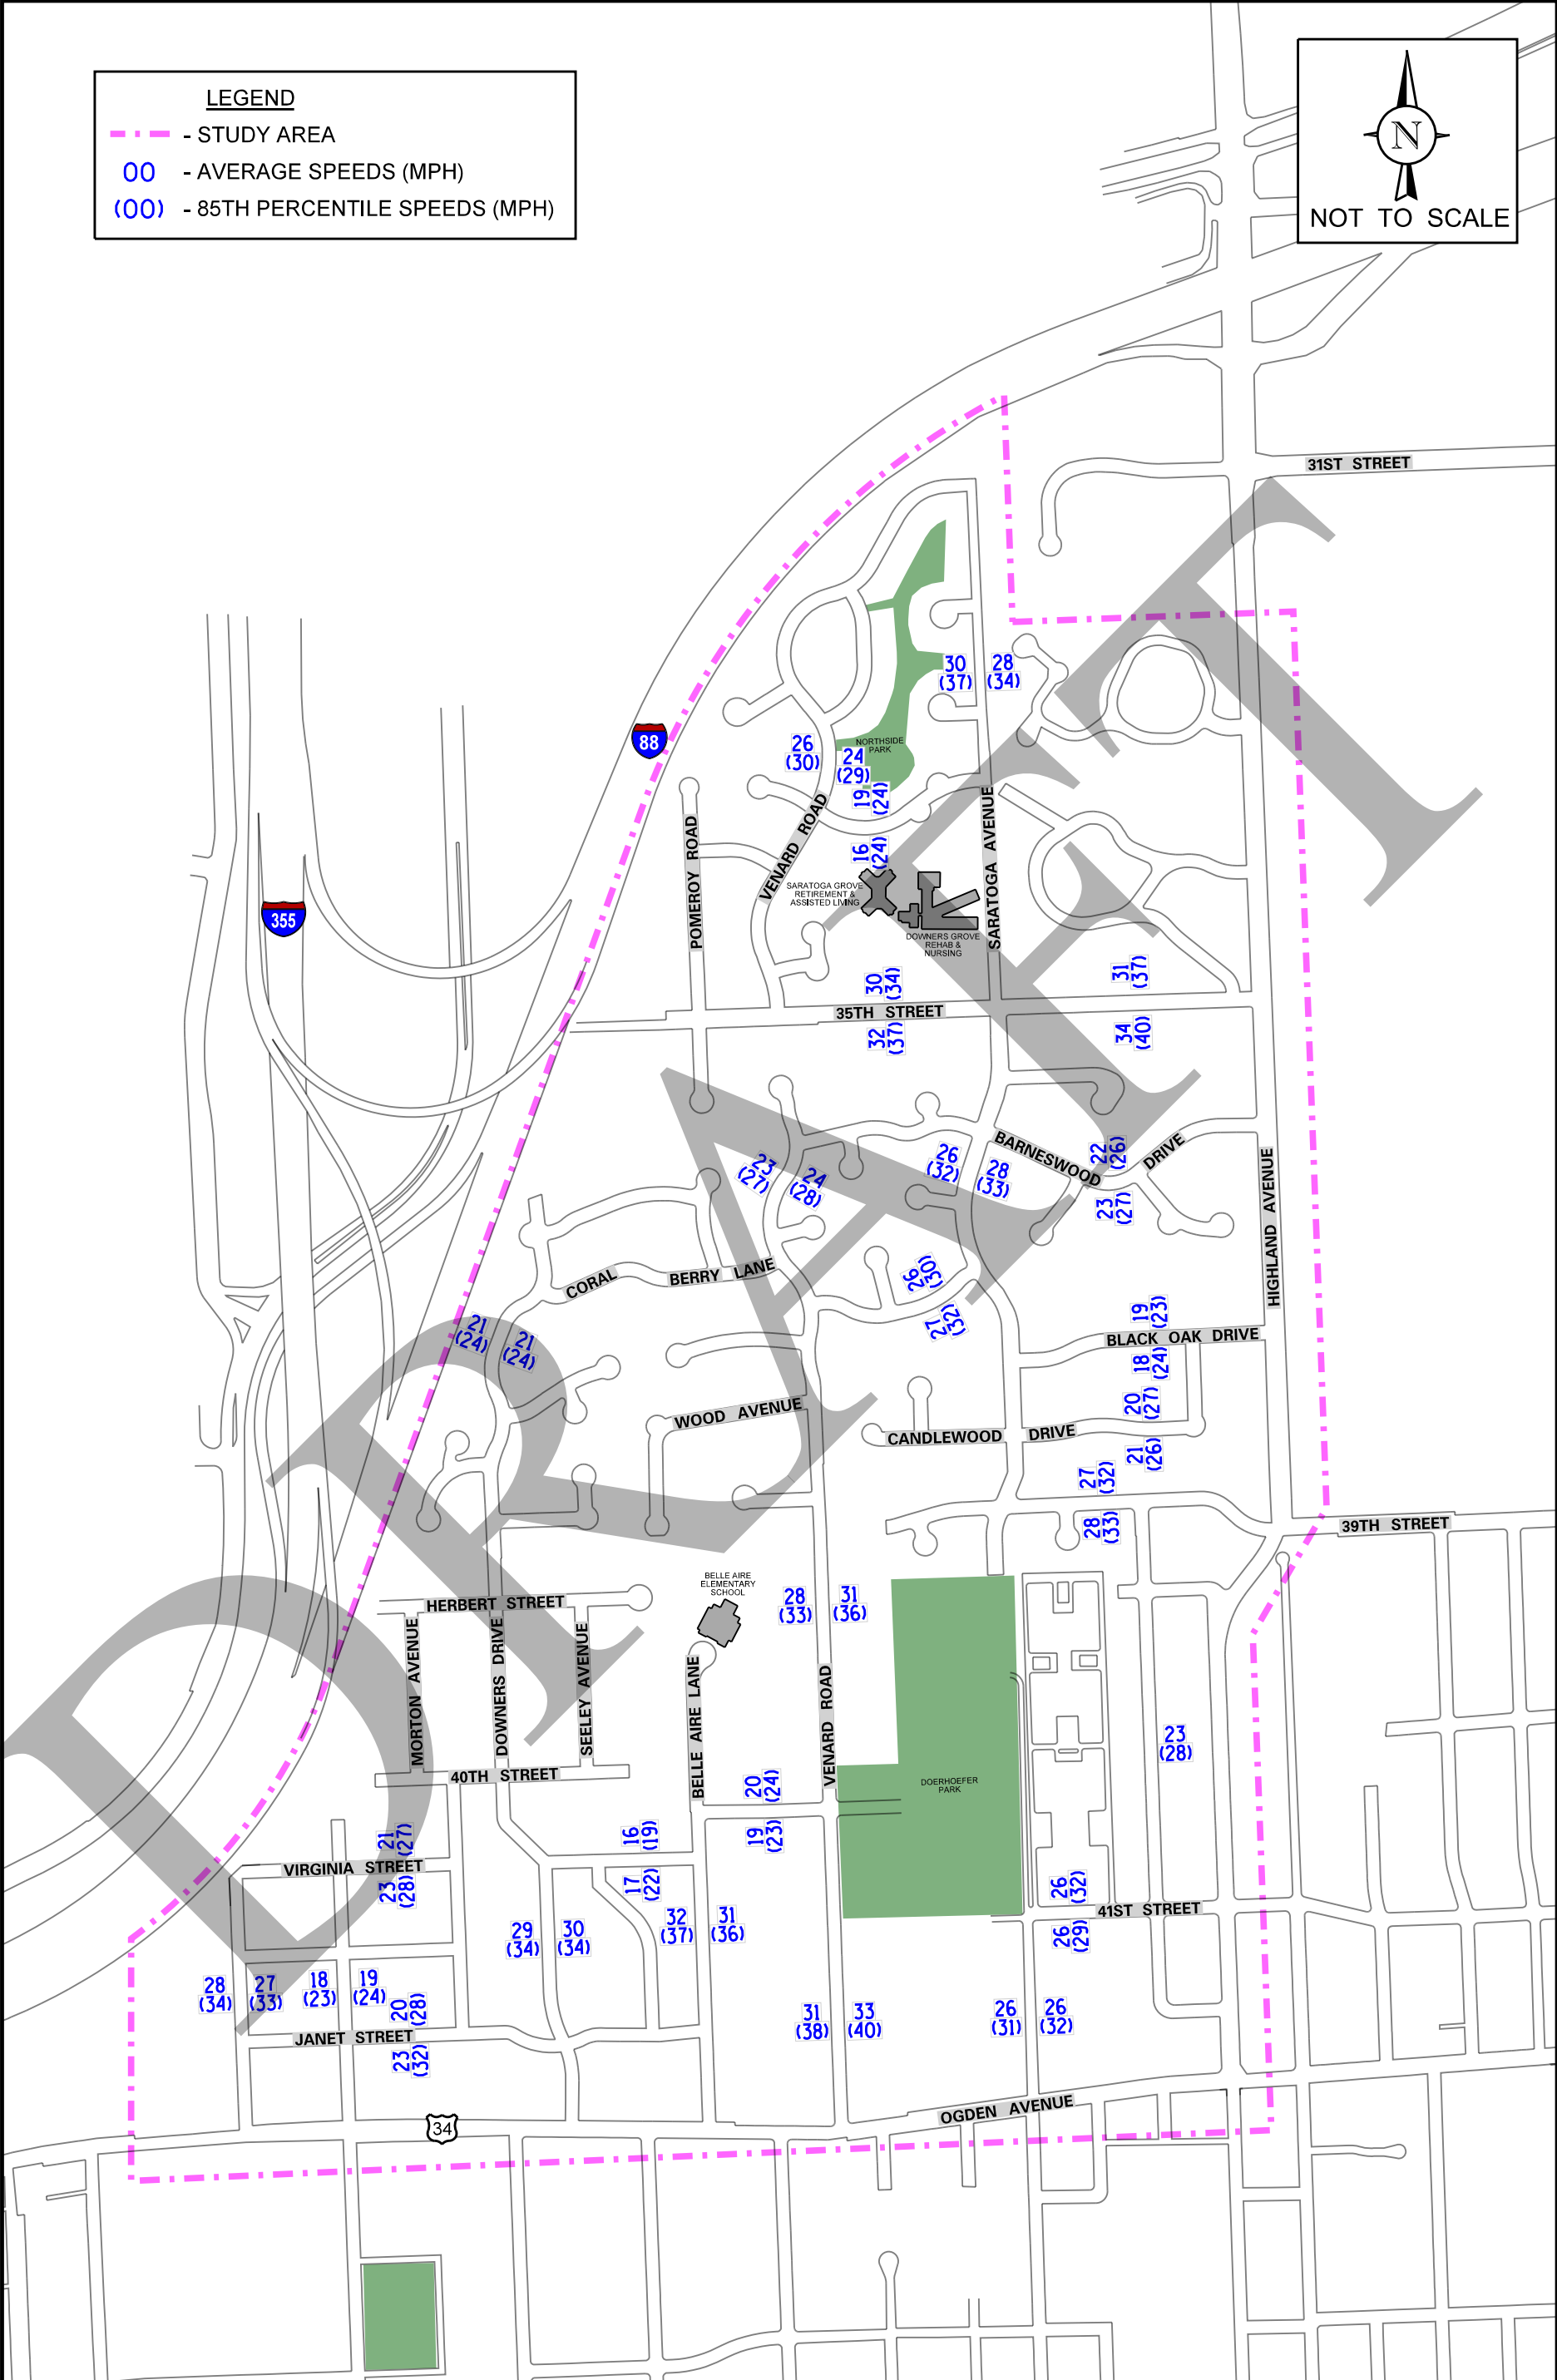 LEGEND
- STUDY AREA
00 - AVERAGE SPEEDS (MPH)
(00) - 85TH PERCENTILE SPEEDS (MPH)
N
NOT TO SCALE
31ST STREET
30
(37)
28
(34)
88
26
(30)
NORTHSIDE
PARK
24
(29)
19
(24)
POMEROY ROAD
VENARD ROAD
SARATOGA AVENUE
16
(24)
SARATOGA GROVE
RETIREMENT &
ASSISTED LIVING
DOWNERS GROVE
REHAB &
NURSING
355
30
(34)
31
(37)
35TH STREET
32
(37)
34
(40)
23
(27)
24
(28)
26
(32)
28
(33)
BARNESWOOD DRIVE
22
(26)
23
(27)
HIGHLAND AVENUE
CORAL BERRY LANE
26
(30)
27
(32)
21
(24)
21
(24)
19
(23)
BLACK OAK DRIVE
18
(24)
20
(27)
WOOD AVENUE
CANDLEWOOD DRIVE
21
(26)
27
(32)
28
(33)
39TH STREET
BELLE AIRE
ELEMENTARY
SCHOOL
HERBERT STREET
28
(33)
31
(36)
MORTON AVENUE
DOWNERS DRIVE
SEELEY AVENUE
BELLE AIRE LANE
VENARD ROAD
23
(28)
40TH STREET
20
(24)
DOERHOEFER
PARK
21
(27)
16
(19)
19
(23)
VIRGINIA STREET
23
(28)
17
(22)
26
(32)
41ST STREET
29
(34)
30
(34)
32
(37)
31
(36)
26
(29)
28
(34)
27
(33)
18
(23)
19
(24)
20
(28)
31
(38)
33
(40)
26
(31)
26
(32)
JANET STREET
23
(32)
OGDEN AVENUE
34
DRAFT